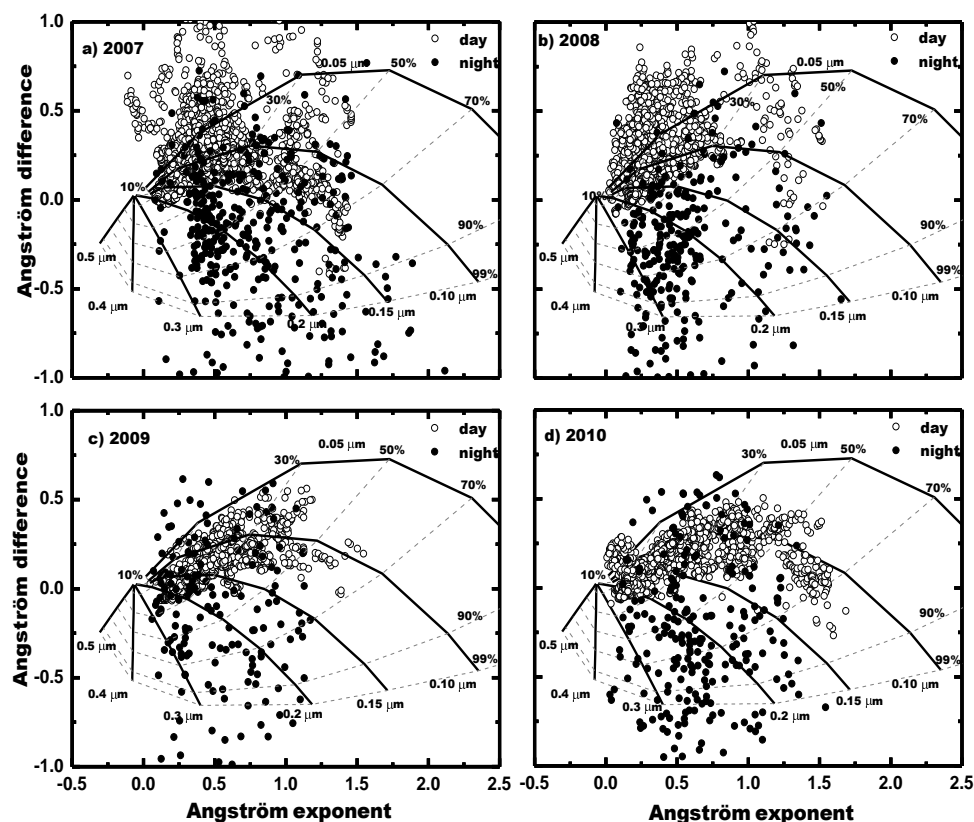 1.0
0.5
0.0
-0.5
-1.0
Angström difference
a) 2007
day
night
0.05 µm
50%
30%
70%
10%
90%
99%
0.5 µm
0.4 µm
0.3 µm
0.2 µm
0.15 µm
0.10 µm
b) 2008
day
night
0.05 µm
50%
30%
70%
10%
90%
99%
0.5 µm
0.4 µm
0.3 µm
0.2 µm
0.15 µm
0.10 µm
1.0
0.5
0.0
-0.5
-1.0
Angström difference
c) 2009
day
night
0.05 µm
50%
30%
70%
10%
90%
99%
0.5 µm
0.4 µm
0.3 µm
0.2 µm
0.15 µm
0.10 µm
d) 2010
day
night
0.05 µm
50%
30%
70%
10%
90%
99%
0.5 µm
0.4 µm
0.3 µm
0.2 µm
0.15 µm
0.10 µm
-0.5 0.0 0.5 1.0 1.5 2.0 2.5
-0.5 0.0 0.5 1.0 1.5 2.0 2.5
Angström exponent
Angström exponent